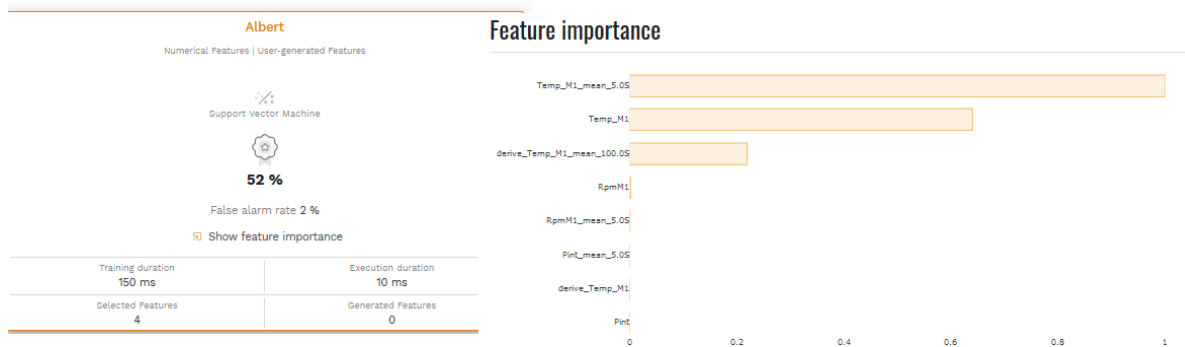 Albert
Numerical Features | User-generated Features
Support Vector Machine
52 %
False alarm rate 2 %
Show feature importance
Training duration
150 ms
Execution duration
10 ms
Selected Features
4
Generated Features
0
Feature importance
Temp_M1_mean_5.0S
Temp_M1
derive_Temp_M1_mean_100.0S
RpmM1
RpmM1_mean_5.0S
Pint_mean_5.0S
derive_Temp_M1
Pint
0 0.2 0.4 0.6 0.8 1